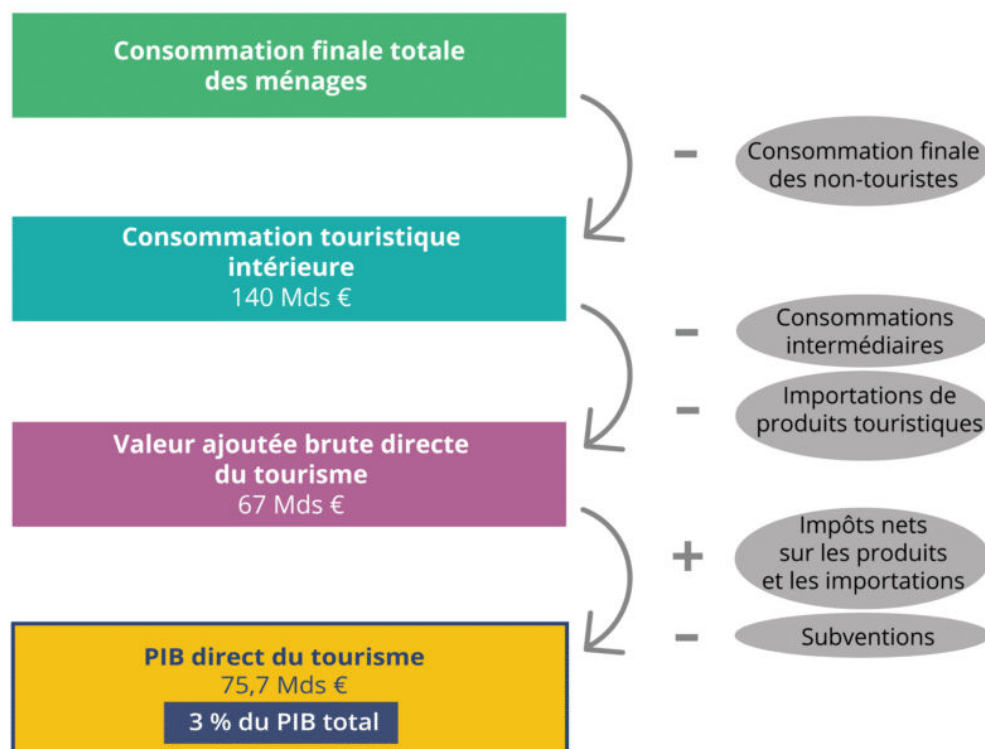 Consommation finale totale
des ménages
-
Consommation finale
des non-touristes
Consommation touristique
intérieure
140 Mds €
-
Consommations
intermédiaires
-
Importations de
produits touristiques
Valeur ajoutée brute directe
du tourisme
67 Mds €
+
Impôts nets
sur les produits
et les importations
-
Subventions
PIB direct du tourisme
75,7 Mds €
3 % du PIB total